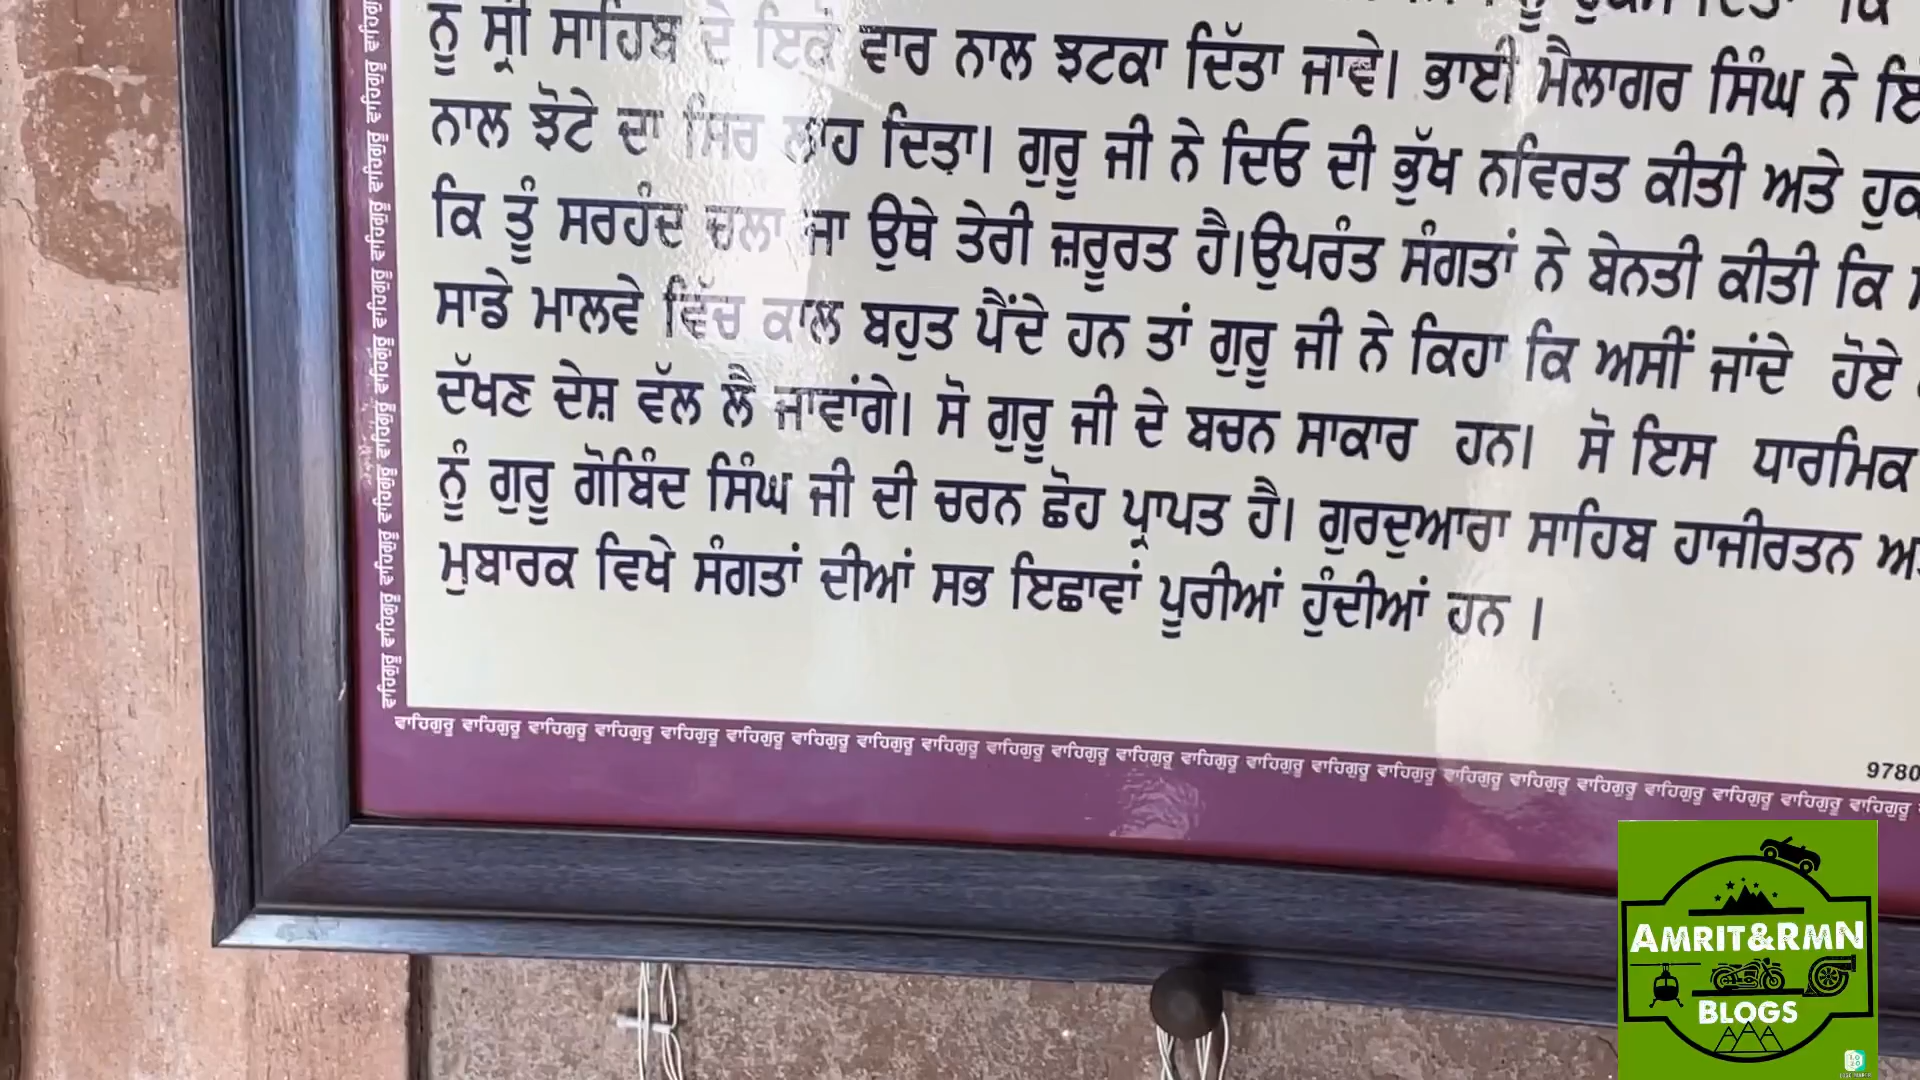 ਨੂੰ ਸ੍ਰੀ ਸਾਹਿਬ ਦੇ ਇਕੋ ਵਾਰ ਨਾਲ ਝਟਕਾ ਦਿੱਤਾ ਜਾਵੇ। ਭਾਈ ਮੈਲਾਗਰ ਸਿੰਘ ਨੇ
ਨਾਲ ਝੋਟੇ ਦਾ ਸਿਰ ਲਾਹ ਦਿਤਾ। ਗੁਰੂ ਜੀ ਨੇ ਦਿਓ ਦੀ ਭੁੱਖ ਨਵਿਰਤ ਕੀਤੀ ਅਤੇ
ਕਿ ਤੂੰ ਸਰਹੰਦ ਚਲਾ ਜਾ ਉਥੇ ਤੇਰੀ ਜ਼ਰੂਰਤ ਹੈ।ਉਪਰੰਤ ਸੰਗਤਾਂ ਨੇ ਬੇਨਤੀ ਕੀਤੀ ਕਿ
ਸਾਡੇ ਮਾਲਵੇ ਵਿੱਚ ਕਾਲ ਬਹੁਤ ਪੈਂਦੇ ਹਨ ਤਾਂ ਗੁਰੂ ਜੀ ਨੇ ਕਿਹਾ ਕਿ ਅਸੀਂ ਜਾਂਦੇ ਹੋਏ
ਦੱਖਣ ਦੇਸ਼ ਵੱਲ ਲੈ ਜਾਵਾਂਗੇ। ਸੋ ਗੁਰੂ ਜੀ ਦੇ ਬਚਨ ਸਾਕਾਰ ਹਨ। ਸੋ ਇਸ ਧਾਰਮਿਕ
ਨੂੰ ਗੁਰੂ ਗੋਬਿੰਦ ਸਿੰਘ ਜੀ ਦੀ ਚਰਨ ਛੋਹ ਪ੍ਰਾਪਤ ਹੈ। ਗੁਰਦੁਆਰਾ ਸਾਹਿਬ ਹਾਜੀਰਤਨ
ਮੁਬਾਰਕ ਵਿਖੇ ਸੰਗਤਾਂ ਦੀਆਂ ਸਭ ਇਛਾਵਾਂ ਪੂਰੀਆਂ ਹੁੰਦੀਆਂ ਹਨ ।
ਵਾਹਿਗੁਰੂ ਵਾਹਿਗੁਰੂ ਵਾਹਿਗੁਰੂ ਵਾਹਿਗੁਰੂ ਵਾਹਿਗੁਰੂ ਵਾਹਿਗੁਰੂ ਵਾਹਿਗੁਰੂ ਵਾਹਿਗੁਰੂ ਵਾਹਿਗੁਰੂ ਵਾਹਿਗੁਰੂ ਵਾਹਿਗੁਰੂ ਵਾਹਿਗੁਰੂ ਵਾਹਿਗੁਰੂ ਵਾਹਿਗੁਰੂ ਵਾਹਿਗੁਰੂ ਵਾਹਿਗੁਰੂ ਵਾਹਿਗੁਰੂ ਵਾਹਿਗੁਰੂ ਵਾਹਿਗੁਰੂ ਵਾਹਿਗੁਰੂ ਵਾਹਿਗੁਰੂ ਵਾਹਿਗੁਰੂ ਵਾਹਿਗੁਰੂ
AMRIT&RMN
BLOGS